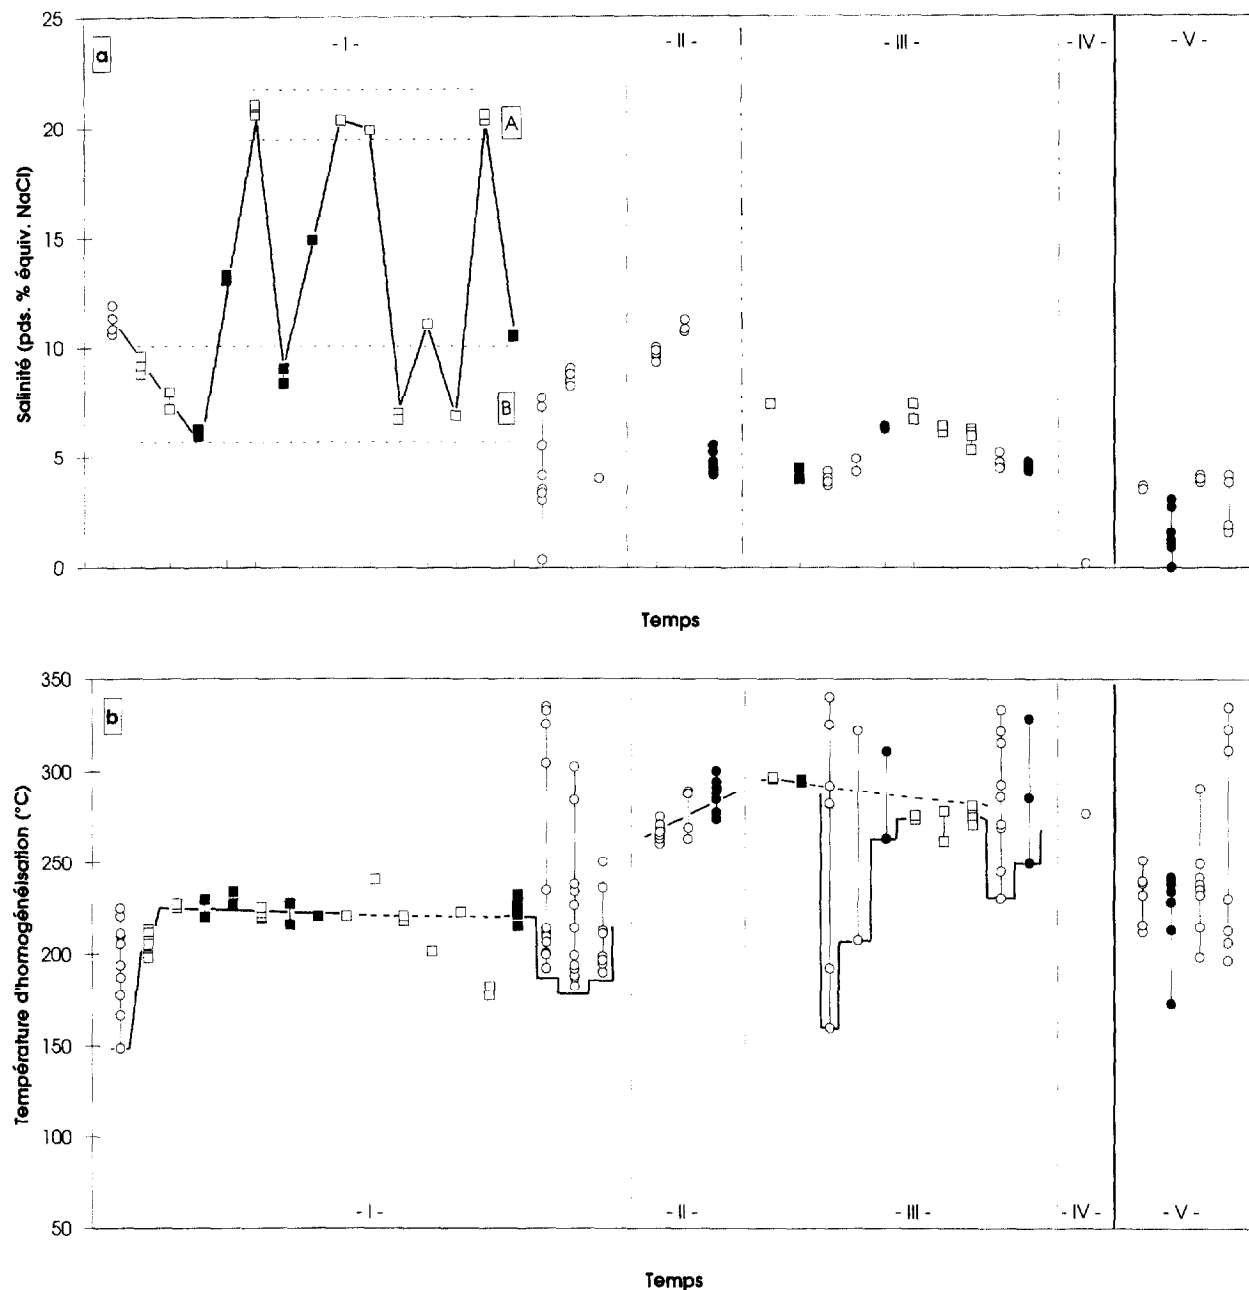 25
a
- I -
- II -
- III -
- IV -
- V -
20
A
15
10
B
5
0
Salinité (pds. % équiv. NaCl)
Temps
350
b
300
250
200
150
100
50
- I -
- II -
- III -
- IV -
- V -
Température d'homogénéisation (°C)
Temps